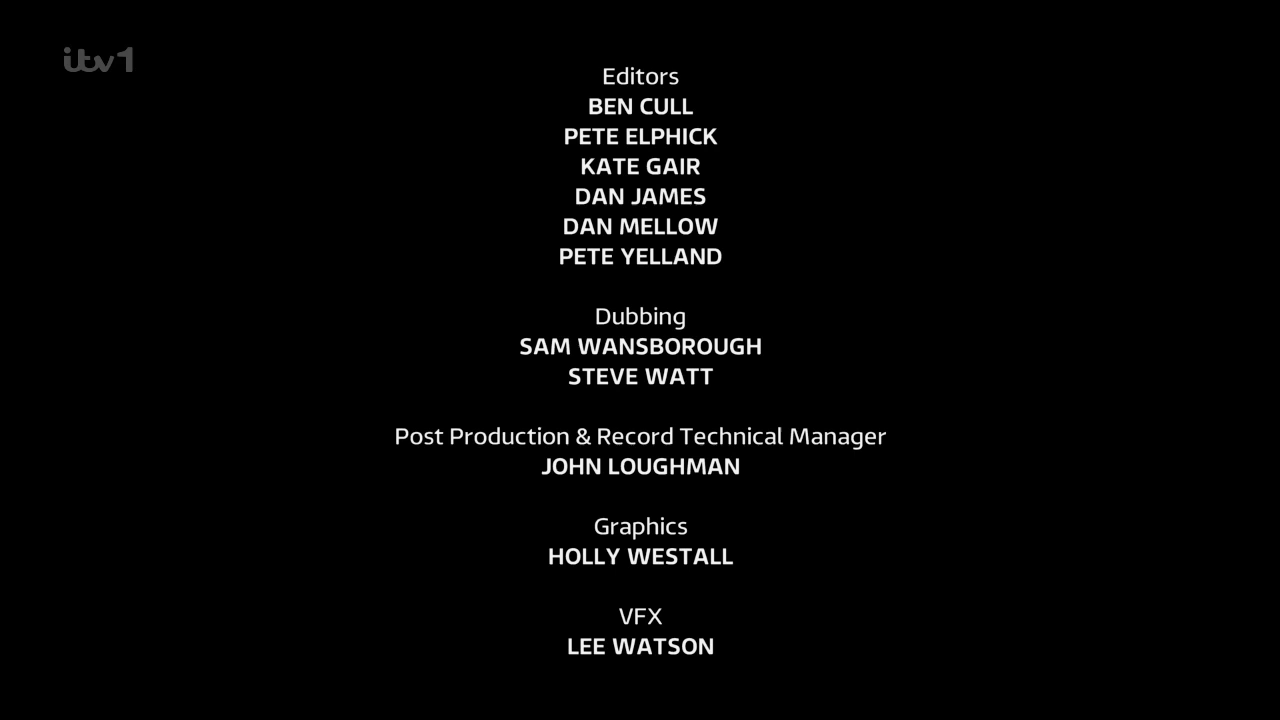 itv1
Editors
BEN CULL
PETE ELPHICK
KATE GAIR
DAN JAMES
DAN MELLOW
PETE YELLAND
Dubbing
SAM WANSBOROUGH
STEVE WATT
Post Production & Record Technical Manager
JOHN LOUGHMAN
Graphics
HOLLY WESTALL
VFX
LEE WATSON